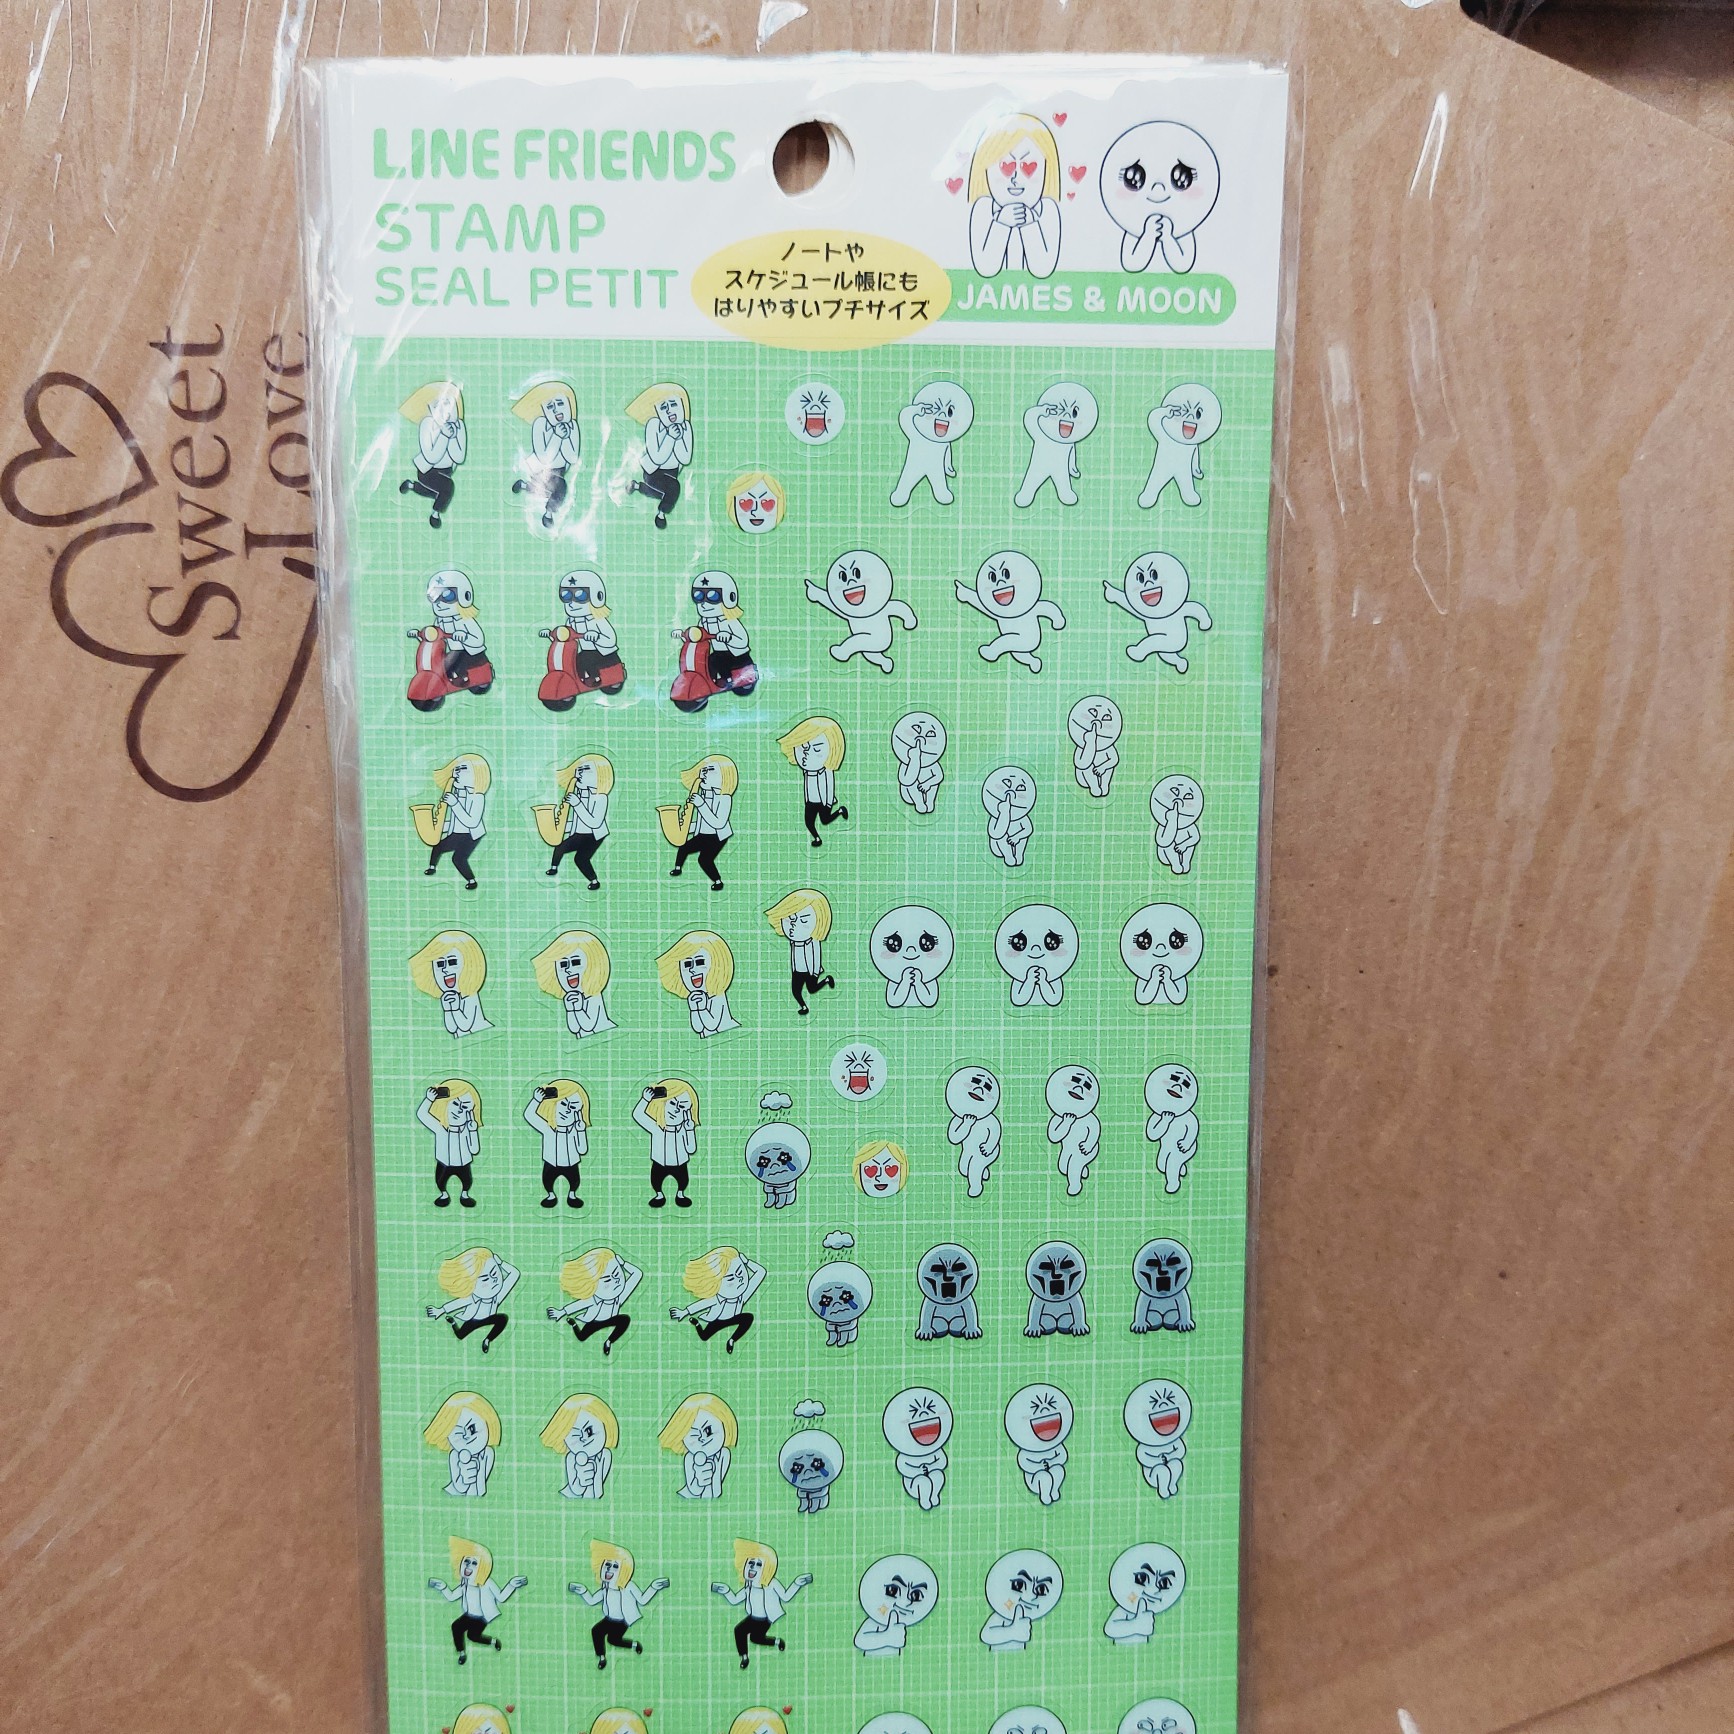 LINE FRIENDS
STAMP
SEAL PETIT
ノートや
スケジュール帳にも
はりやすいプチサイズ
JAMES & MOON
Sweet
Love